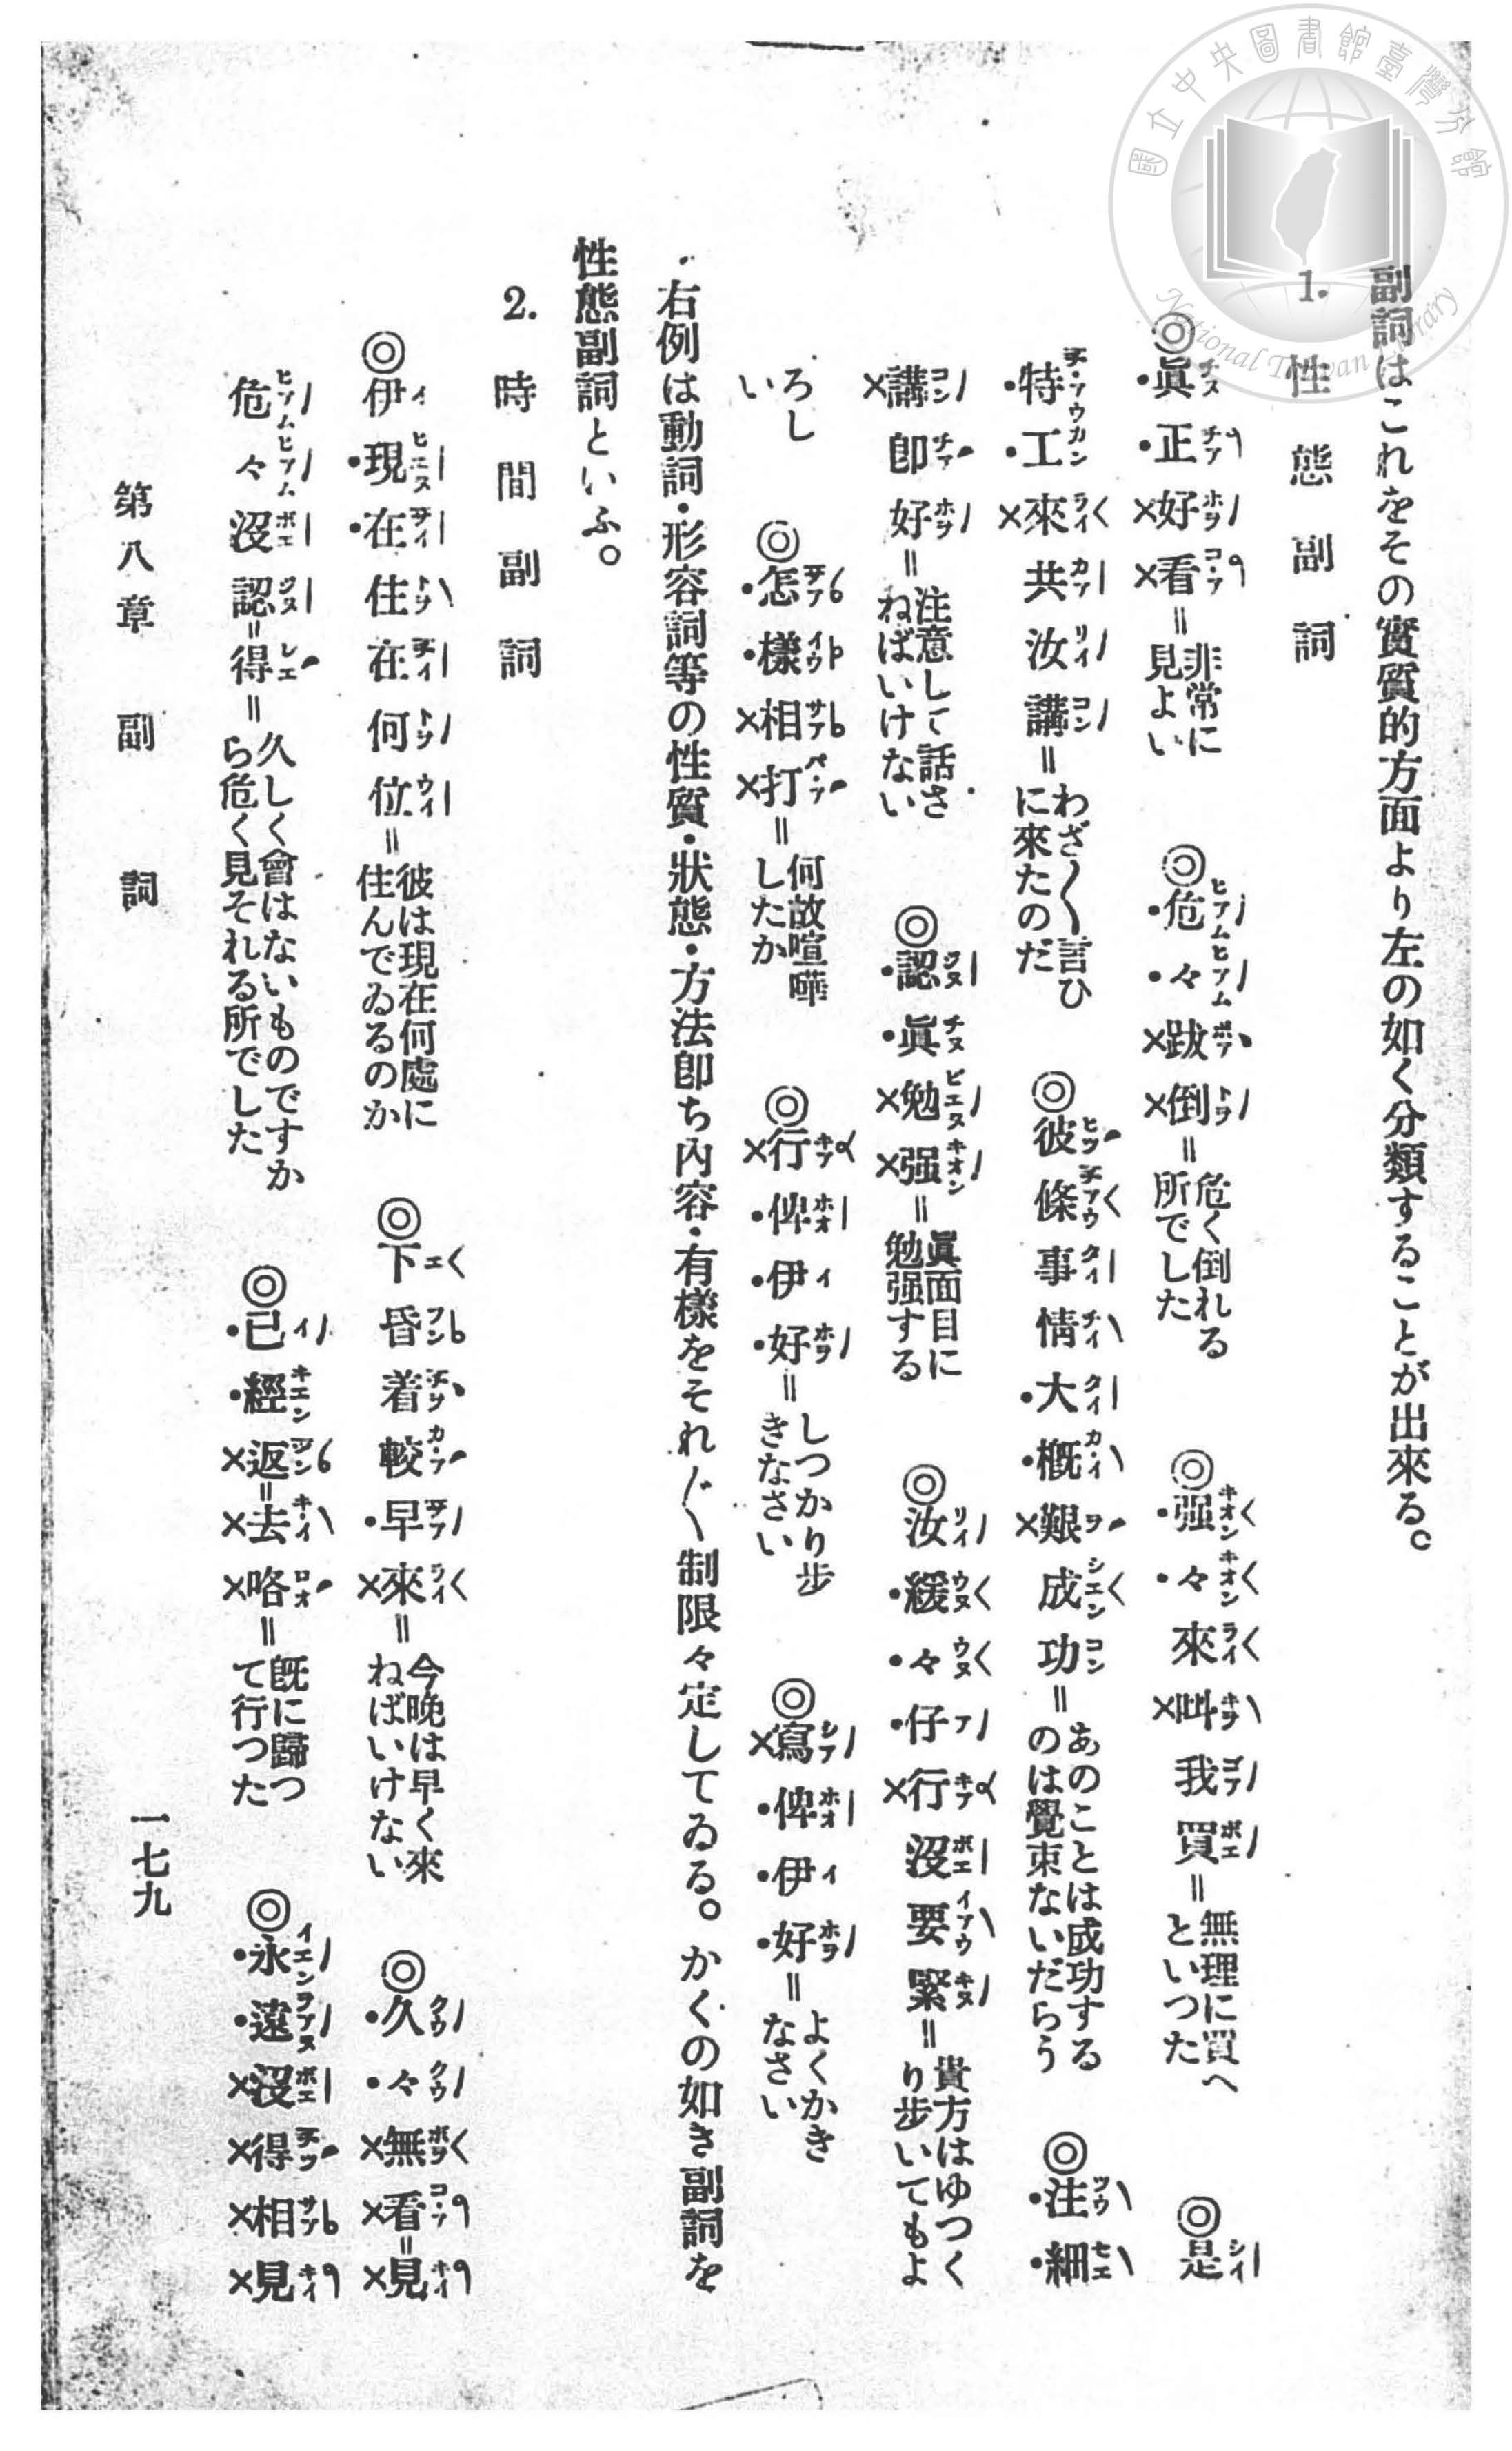 國立中央圖書館臺灣分館
National Taiwan Library
副詞はこれをその實質的方面より左の如く分類することが出來る。
1. 性態副詞
◎・眞・正×好×看=非常に見よい ◎・危・々×跋×倒=危く倒れる所でした ◎・强・々來×叫我買=無理に買へといつた ◎是
・特・工×來共汝講=わざ〱言ひに來たのだ ◎彼條事情・大・概×艱成功=あのことは成功するのは覺束ないだらう ◎・注・細
×講卽好=注意して話さねばいけない ◎・認・眞×勉×强=眞面目に勉强する ◎汝・緩・々・仔×行沒要緊=貴方はゆつくり步いてもよ
ろしい ◎・怎・樣×相×打=何故喧嘩したか ◎×行・俾・伊・好=しつかり步きなさい ◎×寫・俾・伊・好=よくかきなさい
右例は動詞・形容詞等の性質・狀態・方法卽ち內容・有樣をそれ〲制限々定してゐる。かくの如き副詞を
性態副詞といふ。
2. 時間副詞
◎伊・現・在住在何位=彼は現在何處に住んでゐるのか ◎下昏着較・早×來=今晚は早く來ねばいけない ◎・久・々×無×看=×見
危々沒認=得=久しく會はないものですから危く見それる所でした ◎・已・經×返=×去×咯=旣に歸つて行つた ◎・永・遠×沒×得×相×見
第八章 副詞 一七九